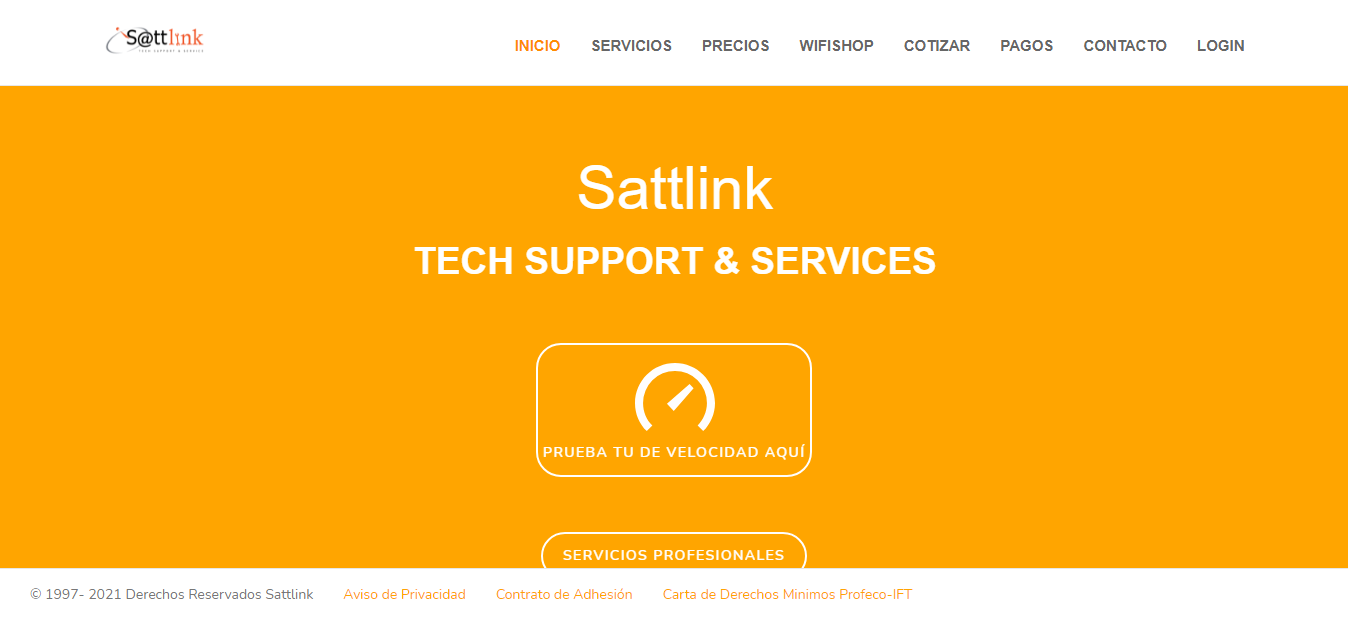 S@ttlink
TECH SUPPORT & SERVICE
INICIO SERVICIOS PRECIOS WIFISHOP COTIZAR PAGOS CONTACTO LOGIN
Sattlink
TECH SUPPORT & SERVICES
PRUEBA TU DE VELOCIDAD AQUÍ
SERVICIOS PROFESIONALES
© 1997- 2021 Derechos Reservados Sattlink Aviso de Privacidad Contrato de Adhesión Carta de Derechos Minimos Profeco-IFT